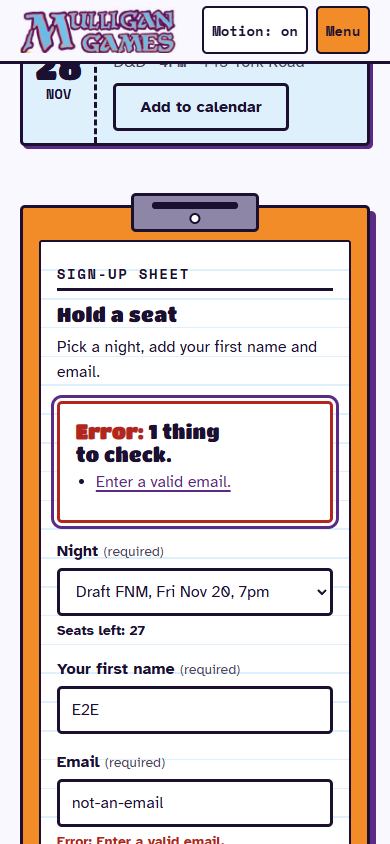 MULLIGAN
GAMES
Motion: on
Menu
28
NOV
Add to calendar
SIGN-UP SHEET
Hold a seat
Pick a night, add your first name and
email.
Error: 1 thing
to check.
Enter a valid email.
Night (required)
Draft FNM, Fri Nov 20, 7pm
Seats left: 27
Your first name (required)
E2E
Email (required)
not-an-email
Error: Enter a valid email.